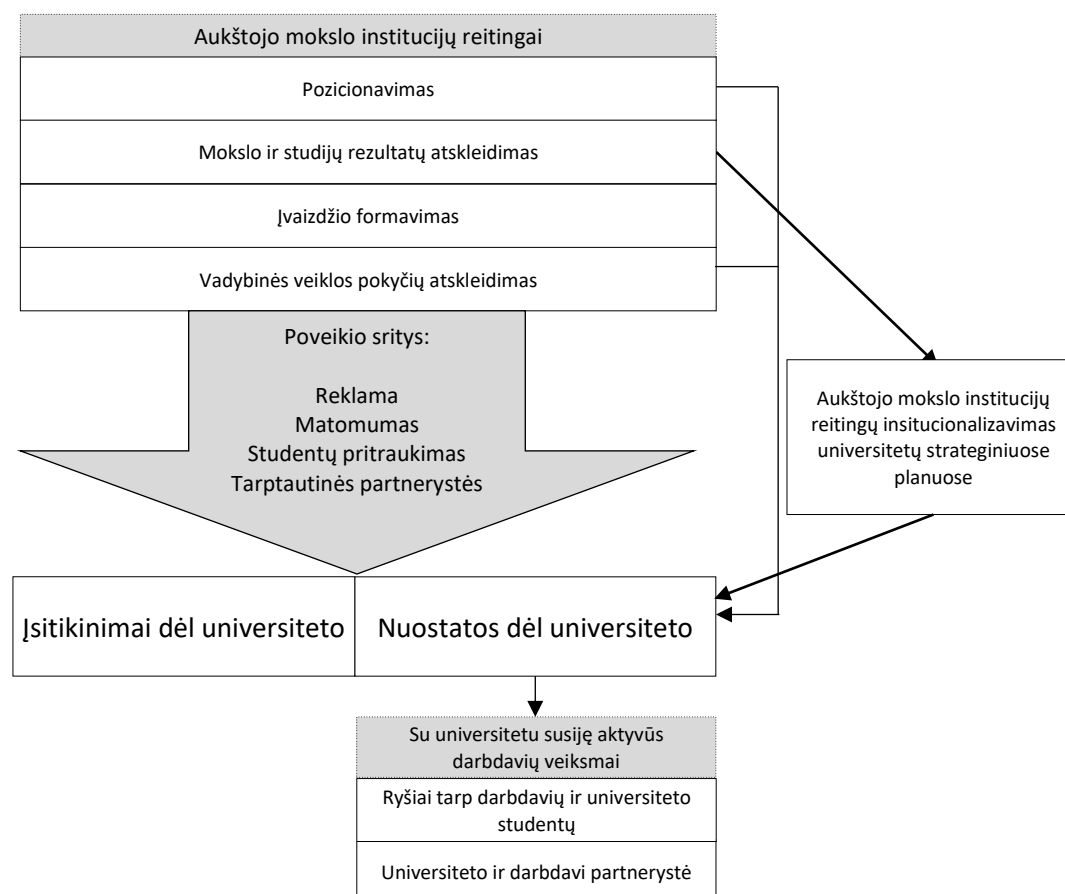 Aukštojo mokslo institucijų reitingai
Pozicionavimas
Mokslo ir studijų rezultatų atskleidimas
Įvaizdžio formavimas
Vadybinės veiklos pokyčių atskleidimas
Poveikio sritys:
Reklama
Matomumas
Studentų pritraukimas
Tarptautinės partnerystės
Aukštojo mokslo institucijų
reitingų insitucionalizavimas
universitetų strateginiuose
planuose
Įsitikinimai dėl universiteto
Nuostatos dėl universiteto
Su universitetu susiję aktyvūs
darbdavių veiksmai
Ryšiai tarp darbdavių ir universiteto
studentų
Universiteto ir darbdavi partnerystė